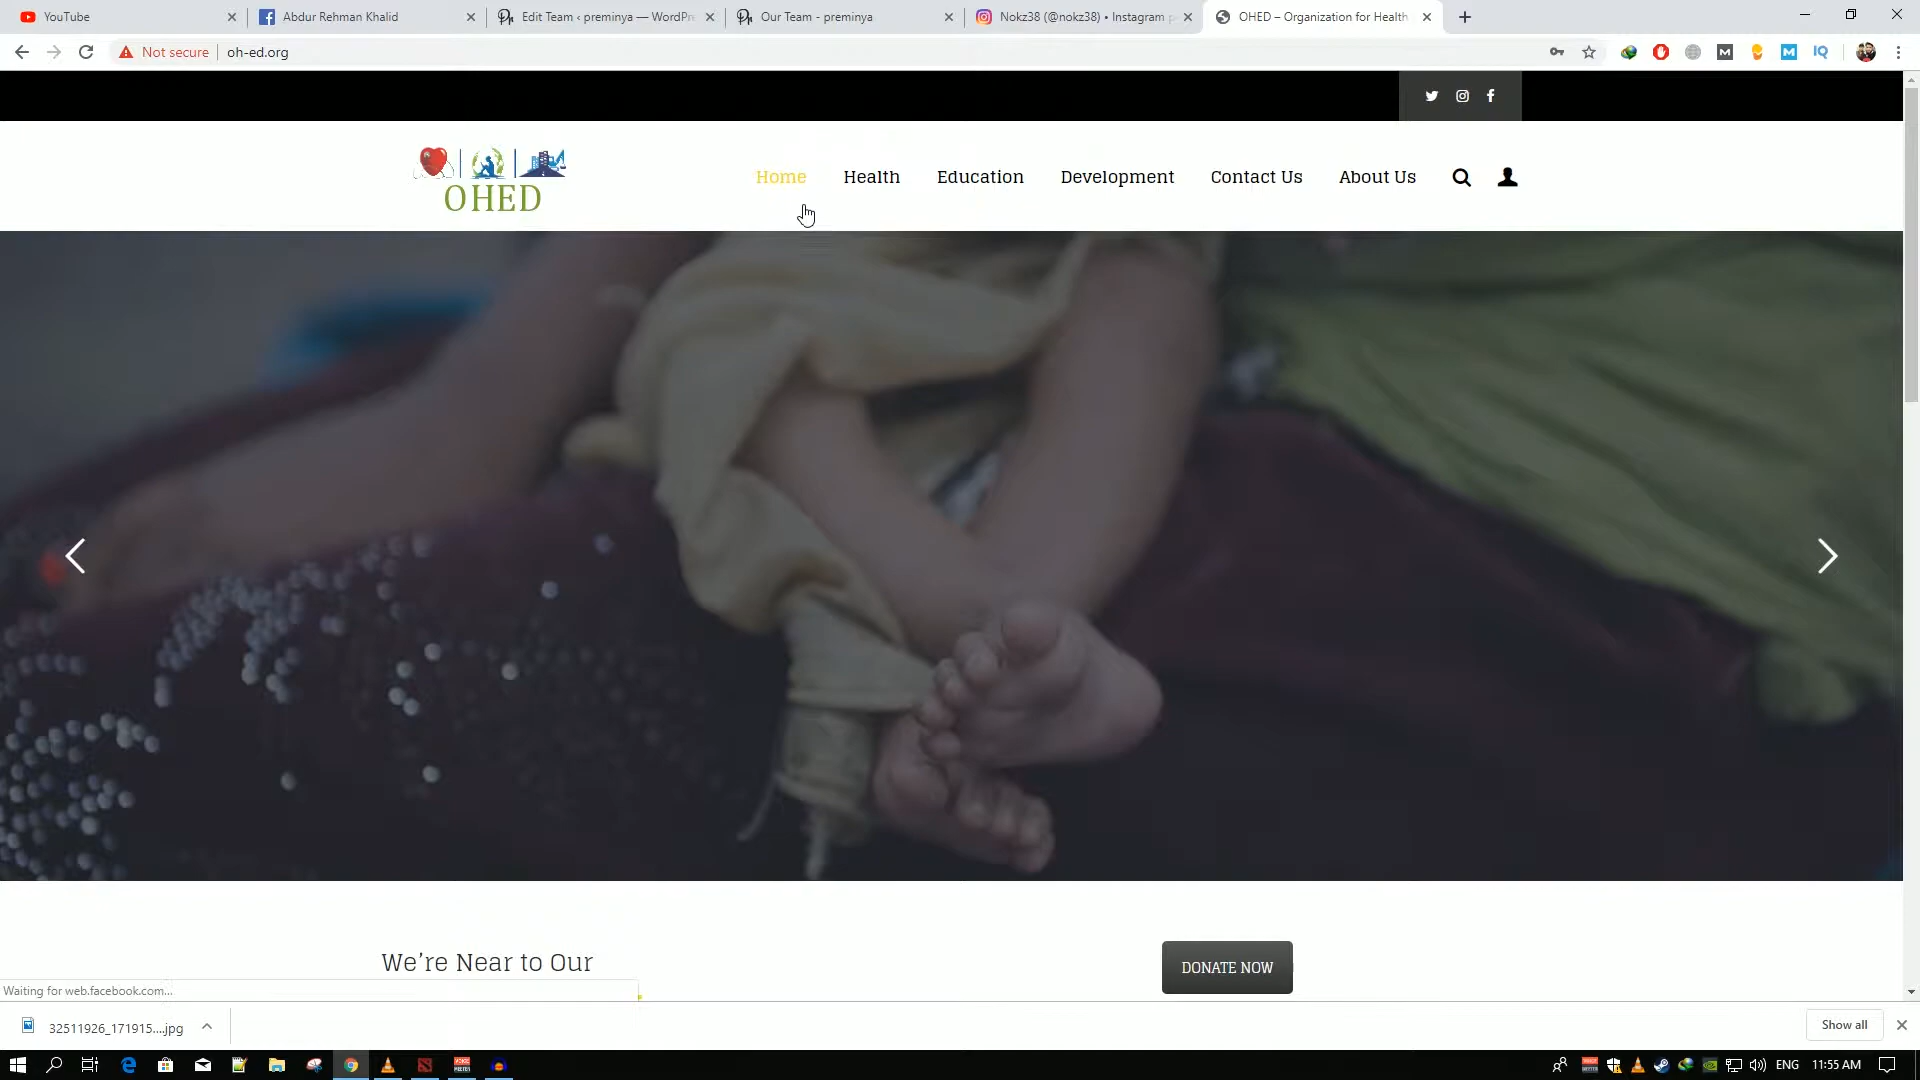 YouTube
Abdur Rehman Khalid
Edit Team ‹ preminya — WordPr
Our Team - preminya
Nokz38 (@nokz38) • Instagram p
OHED – Organization for Health
Not secure
oh-ed.org
OHED
Home
Health
Education
Development
Contact Us
About Us
We're Near to Our
DONATE NOW
Waiting for web.facebook.com...
32511926_171915....jpg
Show all
ENG
11:55 AM